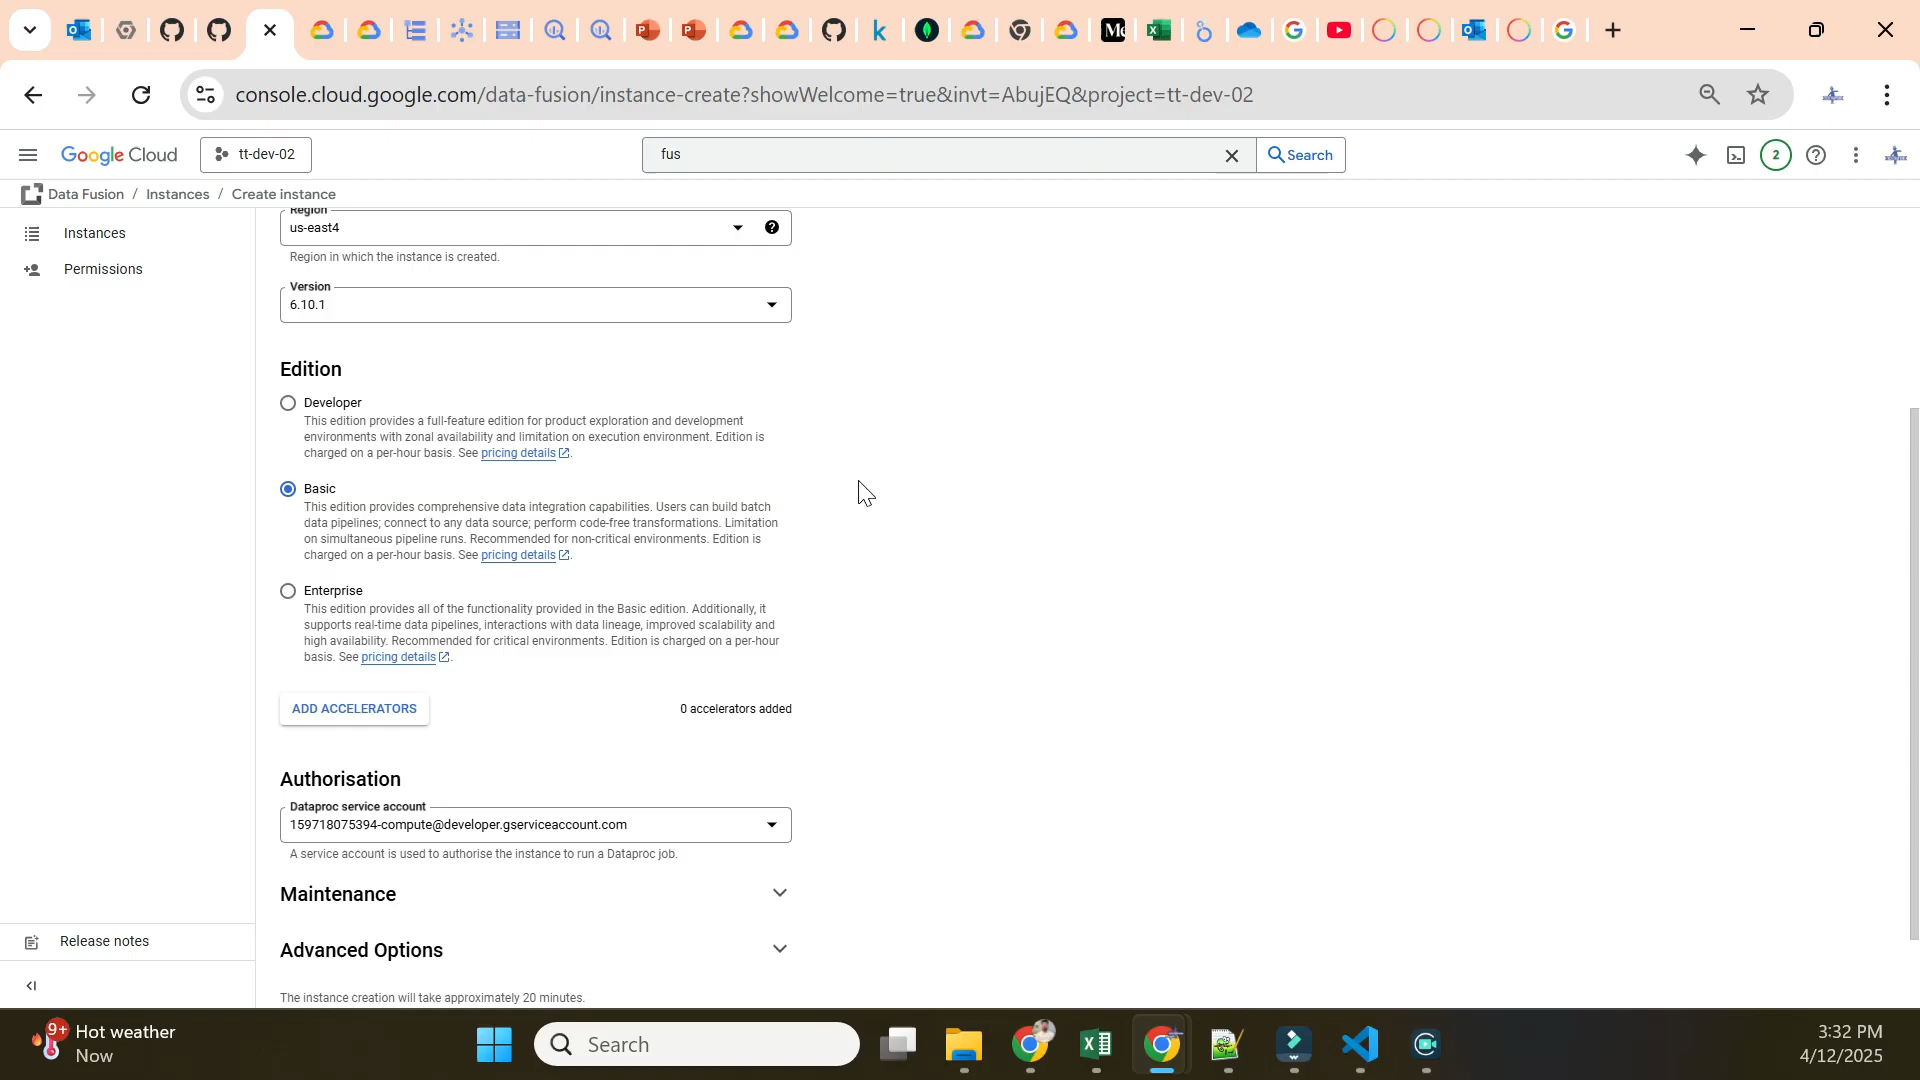 console.cloud.google.com/data-fusion/instance-create?showWelcome=true&invt=AbujEQ&project=tt-dev-02
Google Cloud
tt-dev-02
fus
Search
2
Data Fusion / Instances / Create instance
Instances
Permissions
Region
us-east4
Region in which the instance is created.
Version
6.10.1
Edition
Developer
This edition provides a full-feature edition for product exploration and development
environments with zonal availability and limitation on execution environment. Edition is
charged on a per-hour basis. See pricing details.
Basic
This edition provides comprehensive data integration capabilities. Users can build batch
data pipelines; connect to any data source; perform code-free transformations. Limitation
on simultaneous pipeline runs. Recommended for non-critical environments. Edition is
charged on a per-hour basis. See pricing details.
Enterprise
This edition provides all of the functionality provided in the Basic edition. Additionally, it
supports real-time data pipelines, interactions with data lineage, improved scalability and
high availability. Recommended for critical environments. Edition is charged on a per-hour
basis. See pricing details.
ADD ACCELERATORS
0 accelerators added
Authorisation
Dataproc service account
159718075394-compute@developer.gserviceaccount.com
A service account is used to authorise the instance to run a Dataproc job.
Maintenance
Advanced Options
The instance creation will take approximately 20 minutes.
Release notes
9+
Hot weather
Now
Search
3:32 PM
4/12/2025